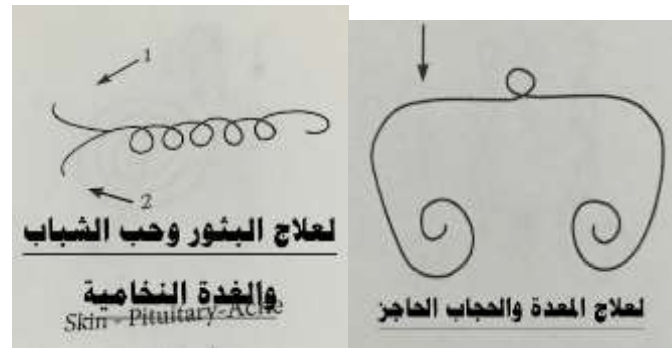 1
2
لعلاج البثور وحب الشباب
والغدة النخامية
Skin - Pituitary-Acne
لعلاج المعدة والحجاب الحاجز